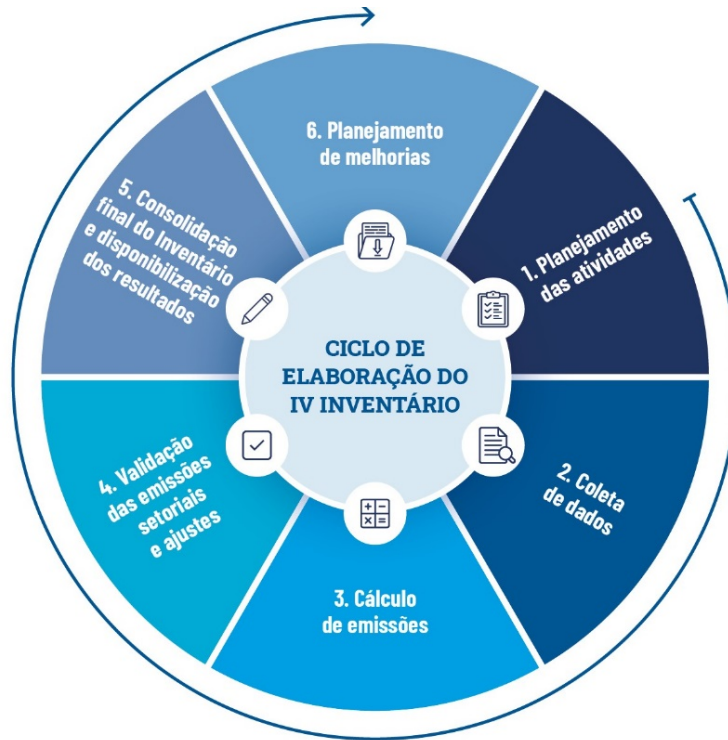 CICLO DE
ELABORAÇÃO DO
IV INVENTÁRIO
1. Planejamento
das atividades
2. Coleta
de dados
3. Cálculo
de emissões
4. Validação
das emissões
setoriais
e ajustes
5. Consolidação
final do Inventário
e disponibilização
dos resultados
6. Planejamento
de melhorias